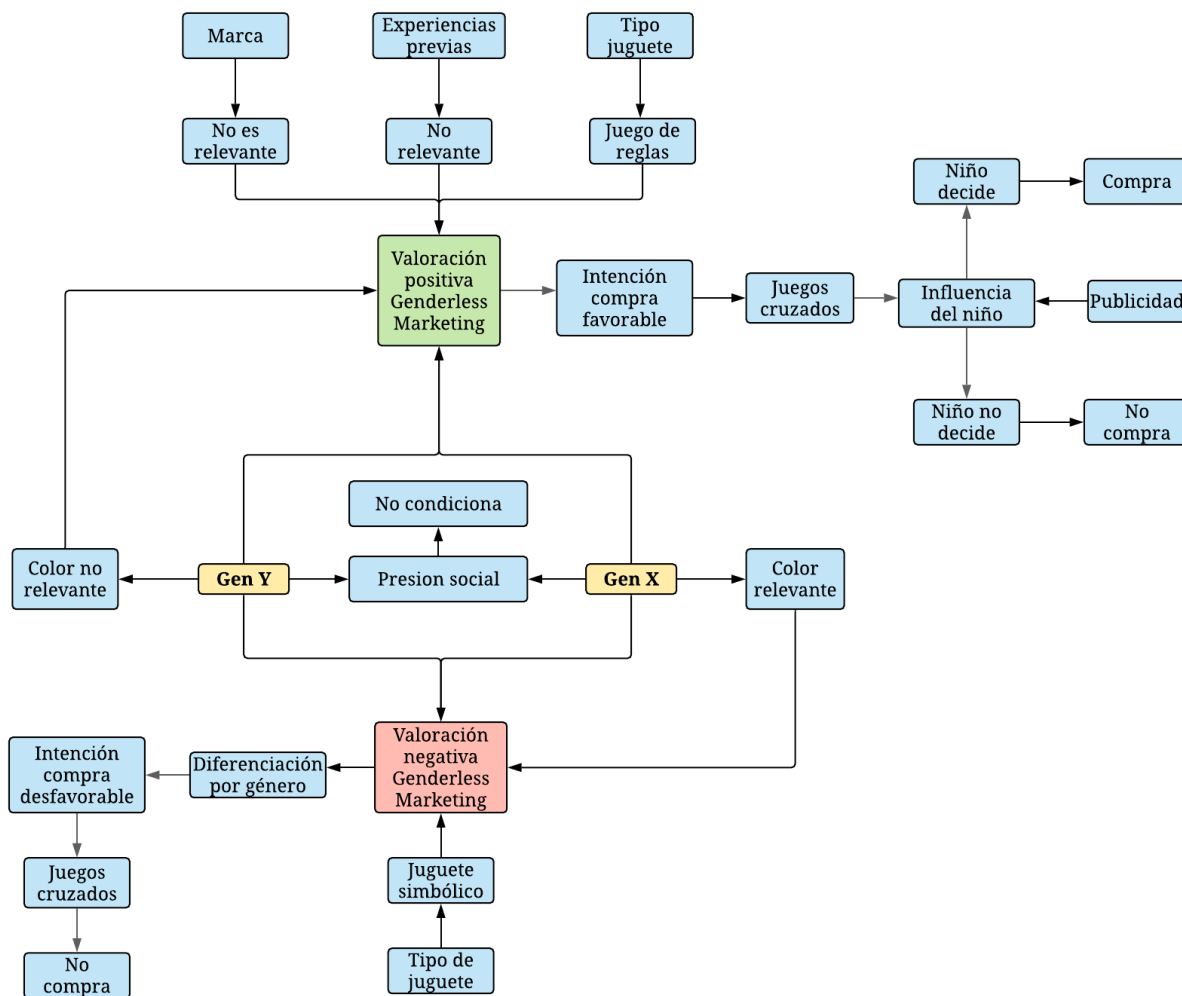 Marca
Experiencias
previas
Tipo
juguete
No es
relevante
No
relevante
Juego de
reglas
Niño
decide
Compra
Valoración
positiva
Genderless
Marketing
Intención
compra
favorable
Juegos
cruzados
Influencia
del niño
Publicidad
Niño no
decide
No
compra
No condiciona
Color no
relevante
Gen Y
Presion social
Gen X
Color
relevante
Intención
compra
desfavorable
Diferenciación
por género
Valoración
negativa
Genderless
Marketing
Juegos
cruzados
Juguete
simbólico
No
compra
Tipo de
juguete